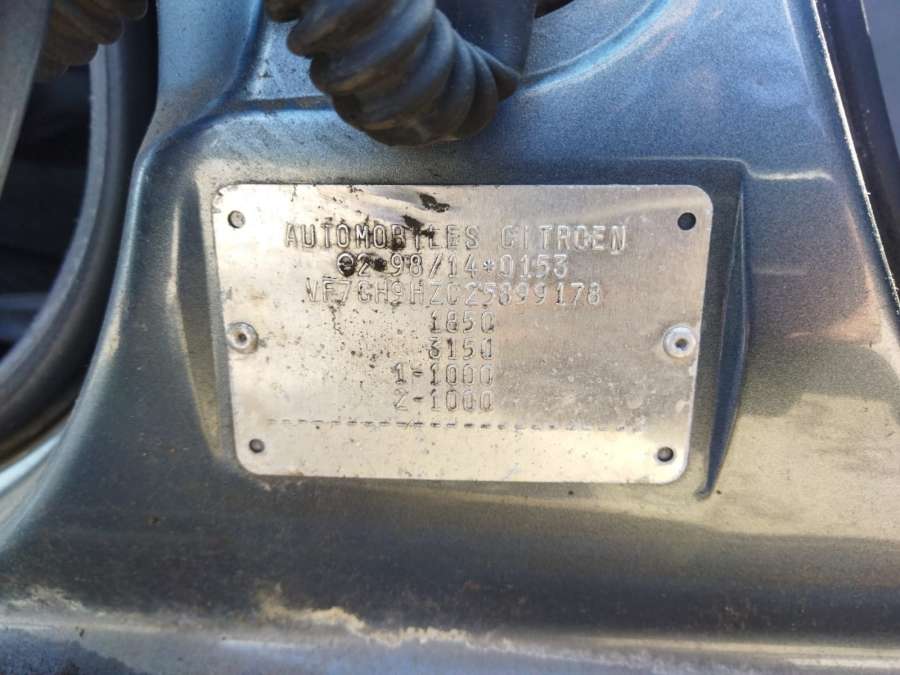 AUTOMOBILES CITROEN
e2*98/14*0153
VF7GH9HZC25899178
1850
3150
1-1000
2-1000